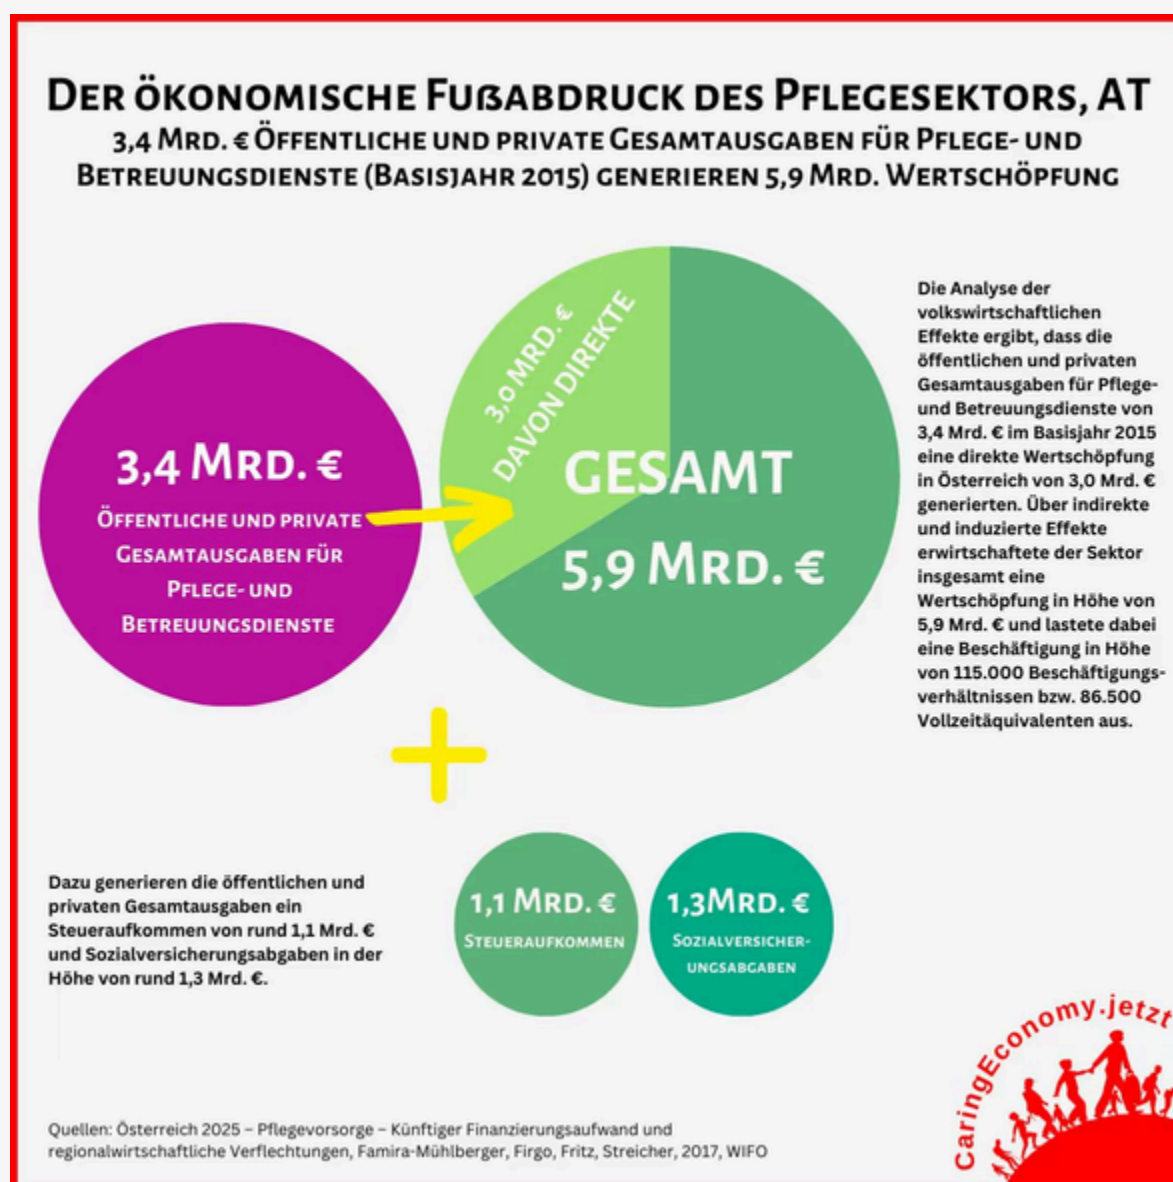 Der ökonomische Fußabdruck des Pflegesektors, AT
3,4 Mrd. € Öffentliche und private Gesamtausgaben für Pflege- und
Betreuungsdienste (Basisjahr 2015) generieren 5,9 Mrd. Wertschöpfung
3,4 Mrd. €
Öffentliche und private
Gesamtausgaben für
Pflege- und
Betreuungsdienste
3,0 Mrd. €
davon direkte
GESAMT
5,9 Mrd. €
Die Analyse der
volkswirtschaftlichen
Effekte ergibt, dass die
öffentlichen und privaten
Gesamtausgaben für Pflege-
und Betreuungsdienste von
3,4 Mrd. € im Basisjahr 2015
eine direkte Wertschöpfung
in Österreich von 3,0 Mrd. €
generierten. Über indirekte
und induzierte Effekte
erwirtschaftete der Sektor
insgesamt eine
Wertschöpfung in Höhe von
5,9 Mrd. € und lastete dabei
eine Beschäftigung in Höhe
von 115.000 Beschäftigungs-
verhältnissen bzw. 86.500
Vollzeitäquivalenten aus.
+
Dazu generieren die öffentlichen und
privaten Gesamtausgaben ein
Steueraufkommen von rund 1,1 Mrd. €
und Sozialversicherungsabgaben in der
Höhe von rund 1,3 Mrd. €.
1,1 Mrd. €
Steueraufkommen
1,3Mrd. €
Sozialversicher-
ungsabgaben
CaringEconomy.jetzt
Quellen: Österreich 2025 – Pflegevorsorge – Künftiger Finanzierungsaufwand und
regionalwirtschaftliche Verflechtungen, Famira-Mühlberger, Firgo, Fritz, Streicher, 2017, WIFO